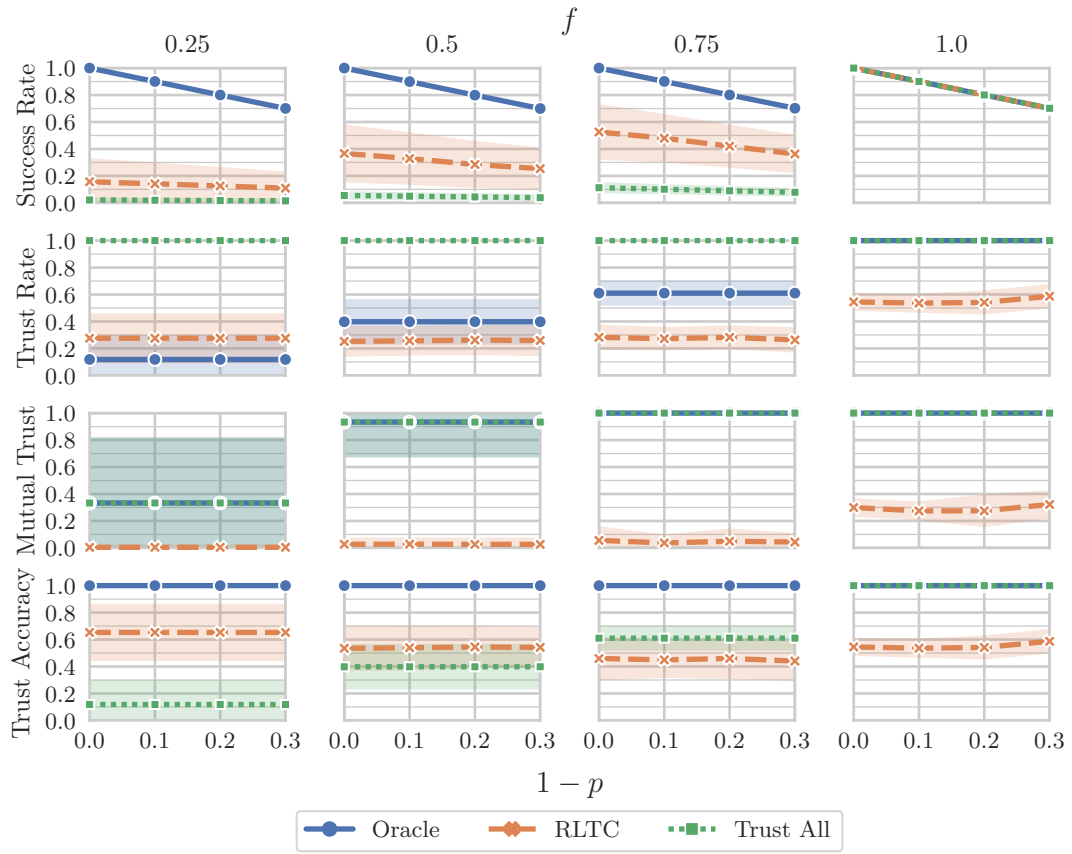 f
0.25 0.5 0.75 1.0
Success Rate
1.0
0.8
0.6
0.4
0.2
0.0
Trust Rate
1.0
0.8
0.6
0.4
0.2
0.0
Mutual Trust
1.0
0.8
0.6
0.4
0.2
0.0
Trust Accuracy
1.0
0.8
0.6
0.4
0.2
0.0
0.0 0.1 0.2 0.3 0.0 0.1 0.2 0.3 0.0 0.1 0.2 0.3 0.0 0.1 0.2 0.3
1 − p
Oracle RLTC Trust All